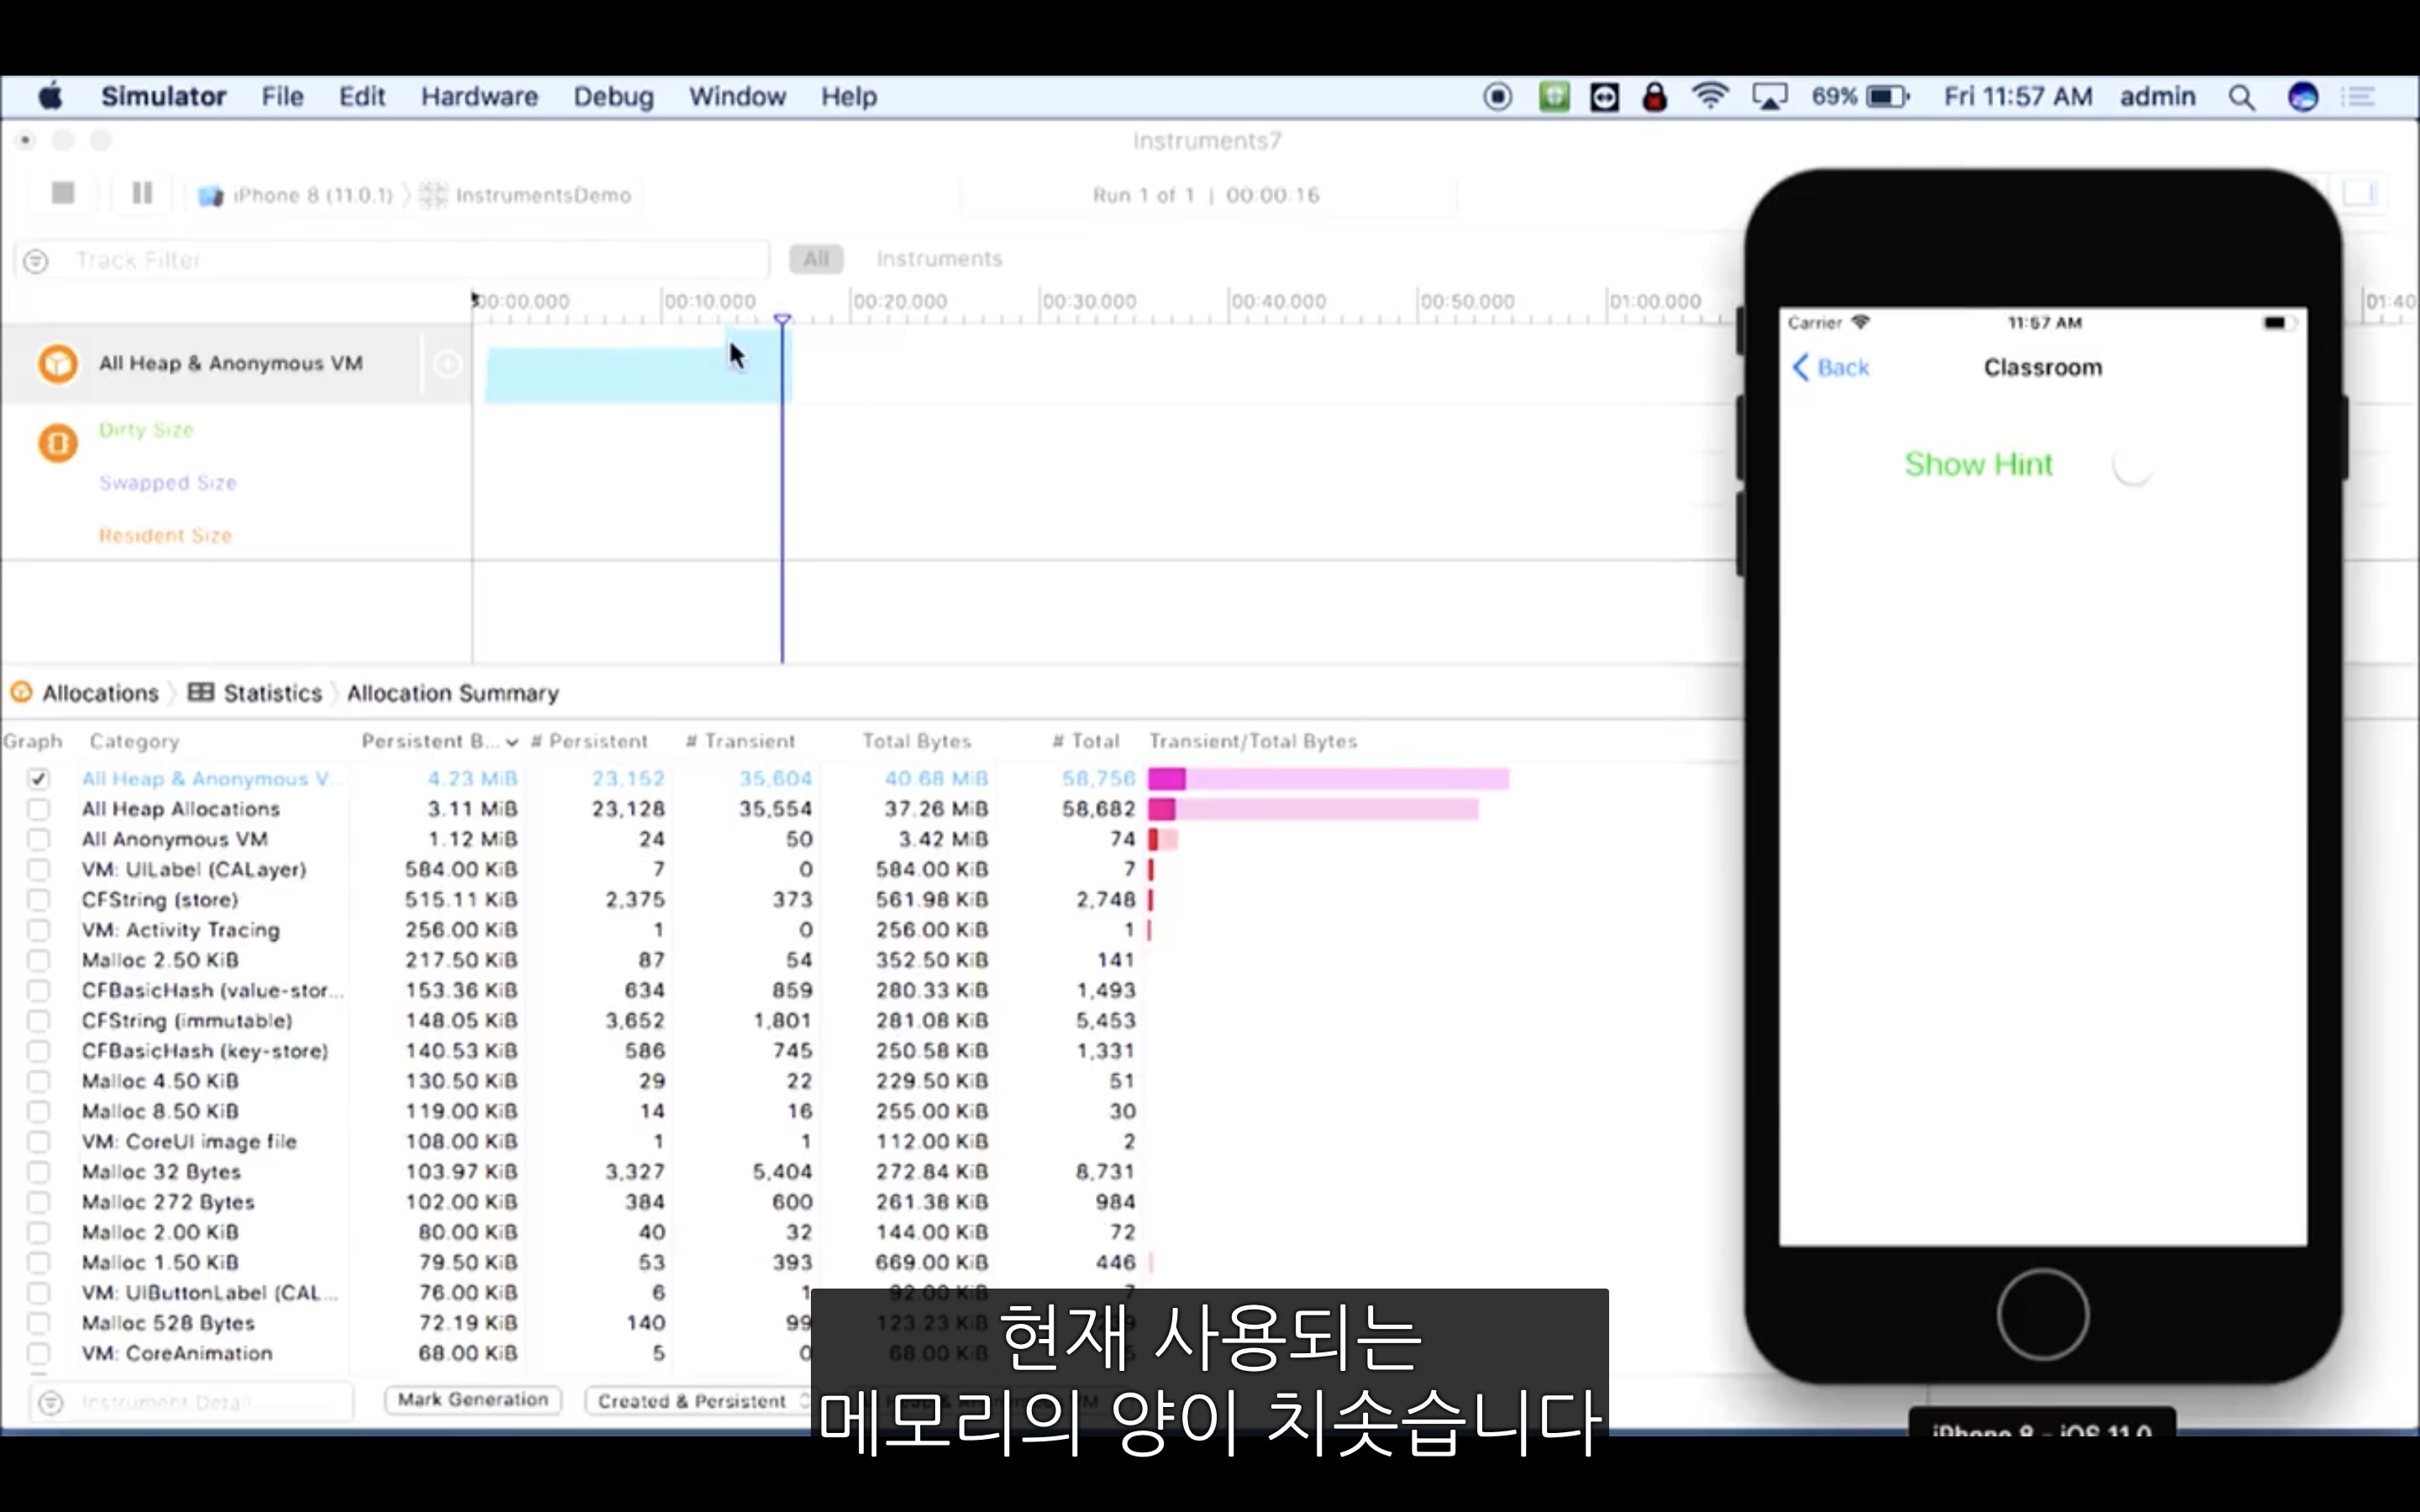 Simulator File Edit Hardware Debug Window Help 69% Fri 11:57 AM admin
Instruments7
iPhone 8 (11.0.1) InstrumentsDemo Run 1 of 1 | 00:00:16
Track Filter All Instruments
00:00.000 00:10.000 00:20.000 00:30.000 00:40.000 00:50.000 01:00.000 01:40
All Heap & Anonymous VM
Dirty Size
Swapped Size
Resident Size
Allocations Statistics Allocation Summary
Graph Category Persistent B... # Persistent # Transient Total Bytes # Total Transient/Total Bytes
All Heap & Anonymous V... 4.23 MiB 23,152 35,604 40.68 MiB 58,756
All Heap Allocations 3.11 MiB 23,128 35,554 37.26 MiB 58,682
All Anonymous VM 1.12 MiB 24 50 3.42 MiB 74
VM: UILabel (CALayer) 584.00 KiB 7 0 584.00 KiB 7
CFString (store) 515.11 KiB 2,375 373 561.98 KiB 2,748
VM: Activity Tracing 256.00 KiB 1 0 256.00 KiB 1
Malloc 2.50 KiB 217.50 KiB 87 54 352.50 KiB 141
CFBasicHash (value-stor... 153.36 KiB 634 859 280.33 KiB 1,493
CFString (immutable) 148.05 KiB 3,652 1,801 281.08 KiB 5,453
CFBasicHash (key-store) 140.53 KiB 586 745 250.58 KiB 1,331
Malloc 4.50 KiB 130.50 KiB 29 22 229.50 KiB 51
Malloc 8.50 KiB 119.00 KiB 14 16 255.00 KiB 30
VM: CoreUI image file 108.00 KiB 1 1 112.00 KiB 2
Malloc 32 Bytes 103.97 KiB 3,327 5,404 272.84 KiB 8,731
Malloc 272 Bytes 102.00 KiB 384 600 261.38 KiB 984
Malloc 2.00 KiB 80.00 KiB 40 32 144.00 KiB 72
Malloc 1.50 KiB 79.50 KiB 53 393 669.00 KiB 446
VM: UIButtonLabel (CAL... 76.00 KiB 6 1 92.00 KiB 7
Malloc 528 Bytes 72.19 KiB 140 99 123.23 KiB
VM: CoreAnimation 68.00 KiB 5 0 68.00 KiB
Instrument Detail Mark Generation Created & Persistent
Carrier 11:57 AM
Back Classroom
Show Hint
iPhone 8 - iOS 11.0
현재 사용되는
메모리의 양이 치솟습니다